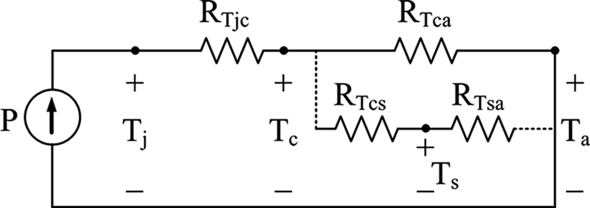 R_Tjc R_Tca
+ + +
R_Tcs R_Tsa
P T_j T_c + T_a
T_s
− − − −